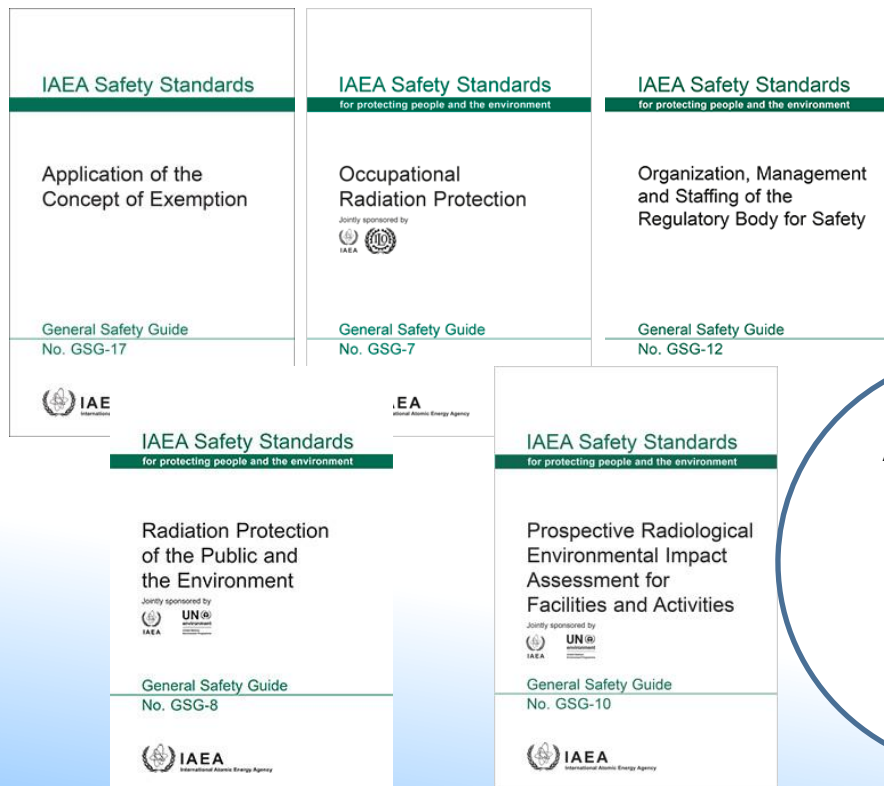 IAEA Safety Standards
Application of the
Concept of Exemption
General Safety Guide
No. GSG-17
IAE
IAEA Safety Standards
for protecting people and the environment
Occupational
Radiation Protection
Jointly sponsored by
IAEA
General Safety Guide
No. GSG-7
EA
ational Atomic Energy Agency
IAEA Safety Standards
for protecting people and the environment
Organization, Management
and Staffing of the
Regulatory Body for Safety
General Safety Guide
No. GSG-12
IAEA Safety Standards
for protecting people and the environment
Radiation Protection
of the Public and
the Environment
Jointly sponsored by
IAEA
UN
environment
General Safety Guide
No. GSG-8
IAEA
International Atomic Energy Agency
IAEA Safety Standards
for protecting people and the environment
Prospective Radiological
Environmental Impact
Assessment for
Facilities and Activities
Jointly sponsored by
IAEA
UN
environment
General Safety Guide
No. GSG-10
IAEA
International Atomic Energy Agency